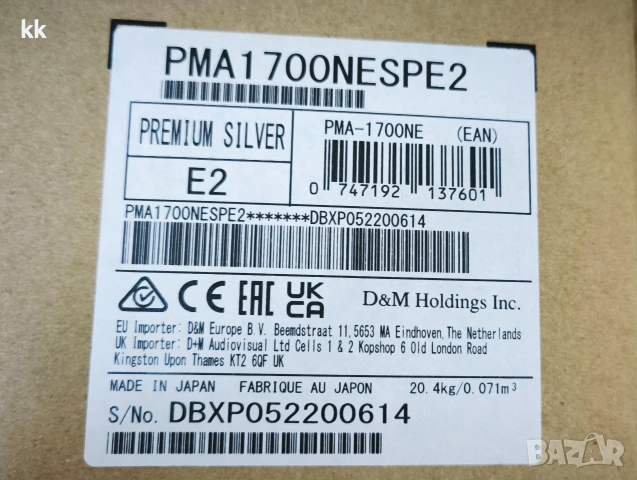 kk
PMA1700NESPE2
PREMIUM SILVER
E2
PMA-1700NE (EAN)
0 747192 137601
PMA1700NESPE2*******DBXP052200614
CE EAC UK CA D&M Holdings Inc.
EU Importer: D&M Europe B.V. Beemdstraat 11,5653 MA Eindhoven,The Netherlands
UK Importer: D+M Audiovisual Ltd Cells 1 & 2 Kopshop 6 Old London Road
Kingston Upon Thames KT2 6QF UK
MADE IN JAPAN FABRIQUE AU JAPON 20.4kg/0.071m³
S/No. DBXP052200614
BAZAR